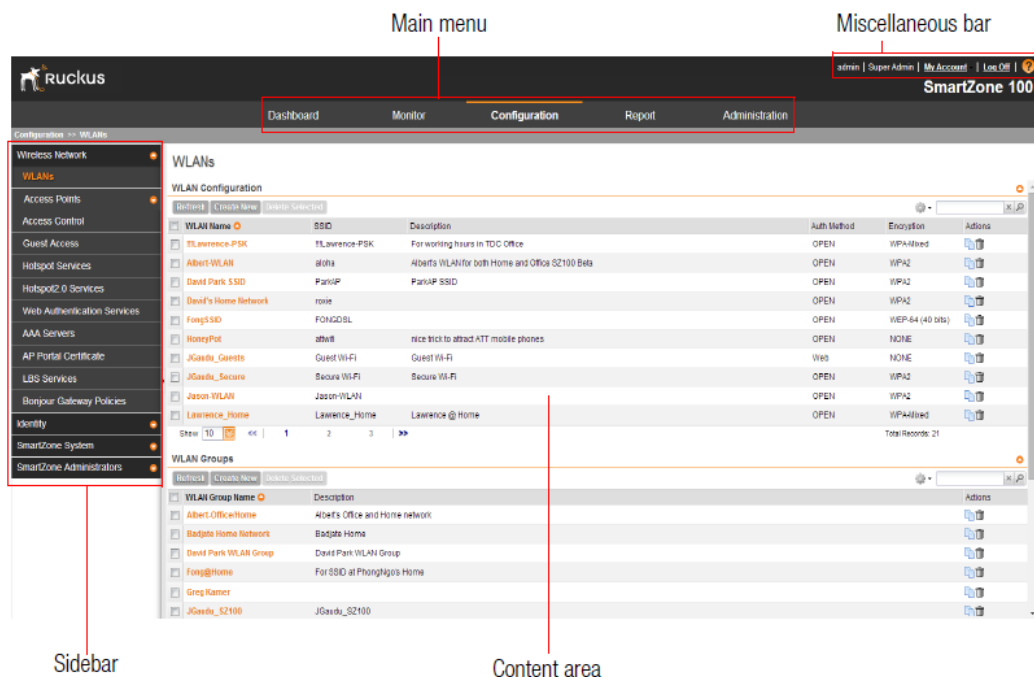 Main menu
Miscellaneous bar
Ruckus
admin | Super Admin | My Account | Log Off | ?
SmartZone 100
Dashboard Monitor Configuration Report Administration
Configuration >> WLANs
Wireless Network
WLANs
Access Points
Access Control
Guest Access
Hotspot Services
Hotspot2.0 Services
Web Authentication Services
AAA Servers
AP Portal Certificate
LBS Services
Bonjour Gateway Policies
Identity
SmartZone System
SmartZone Administrators
WLANs
WLAN Configuration
Refresh Create New Delete Selected
WLAN Name SSID Description Auth Method Encryption Actions
!!!Lawrence-PSK !!!Lawrence-PSK For working hours in TDC Office OPEN WPA-Mixed
Albert-WLAN aloha Albert's WLAN for both Home and Office SZ100 Beta OPEN WPA2
David Park SSID ParkAP ParkAP SSID OPEN WPA2
David's Home Network roxie OPEN WPA2
FongSSID FONGDSL OPEN WEP-64 (40 bits)
HoneyPot attwifi nice trick to attract ATT mobile phones OPEN NONE
JGaudu_Guests Guest Wi-Fi Guest Wi-Fi Web NONE
JGaudu_Secure Secure Wi-Fi Secure Wi-Fi OPEN WPA2
Jason-WLAN Jason-WLAN OPEN WPA2
Lawrence_Home Lawrence_Home Lawrence @ Home OPEN WPA-Mixed
Show 10 << | 1 2 3 | >> Total Records: 21
WLAN Groups
Refresh Create New Delete Selected
WLAN Group Name Description Actions
Albert-Office/Home Albert's Office and Home network
Badjate Home Network Badjate Home
David Park WLAN Group David Park WLAN Group
Fong@Home For SSID at PhongNgo's Home
Greg Kamer
JGaudu_SZ100 JGaudu_SZ100
Sidebar
Content area